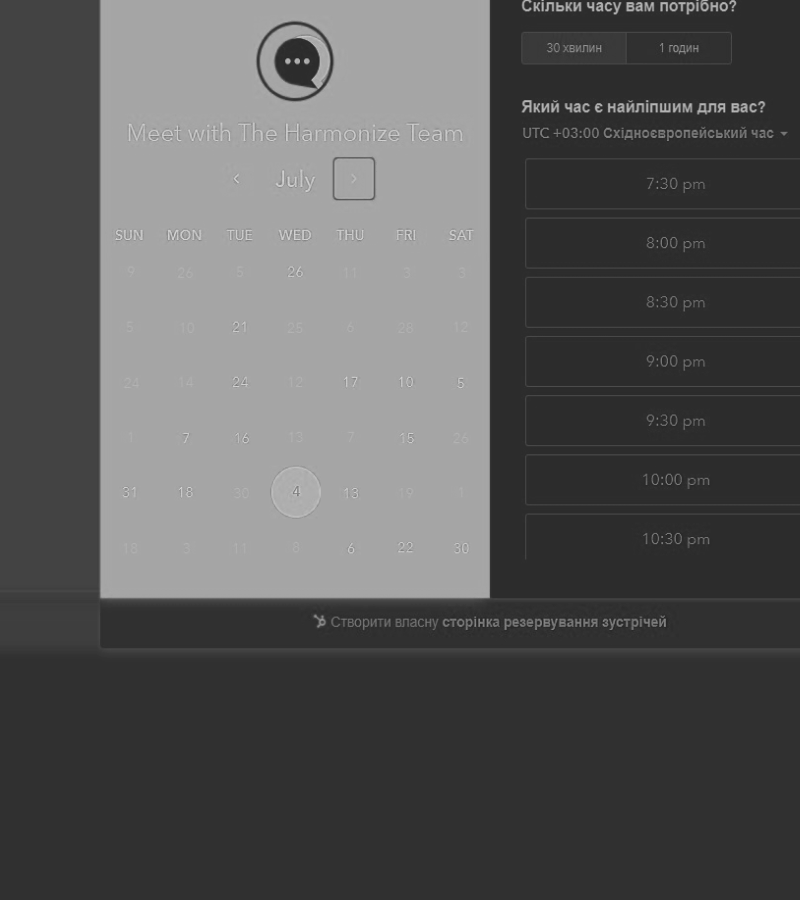 Meet with The Harmonize Team
July
SUN MON TUE WED THU FRI SAT
9 26 5 26 11 3 3
5 10 21 25 6 28 12
24 14 24 12 17 10 5
1 7 16 13 7 15 26
31 18 30 4 13 19 1
18 3 11 8 6 22 30
Скільки часу вам потрібно?
30 хвилин 1 годин
Який час є найліпшим для вас?
UTC +03:00 Східноєвропейський час
7:30 pm
8:00 pm
8:30 pm
9:00 pm
9:30 pm
10:00 pm
10:30 pm
Створити власну сторінка резервування зустрічей